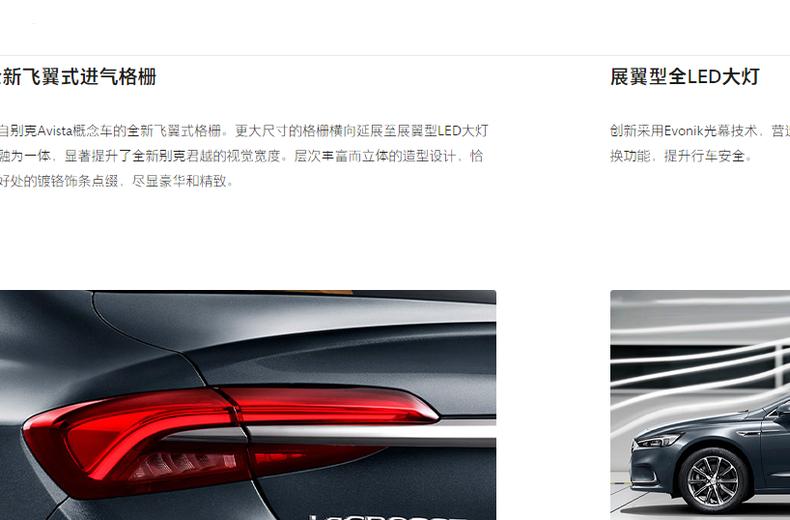 新飞翼式进气格栅
自别克Avista概念车的全新飞翼式格栅。更大尺寸的格栅横向延展至展翼型LED大灯
融为一体，显著提升了全新别克君越的视觉宽度。层次丰富而立体的造型设计，恰
好处的镀铬饰条点缀，尽显豪华和精致。
展翼型全LED大灯
创新采用Evonik光幕技术，营
换功能，提升行车安全。